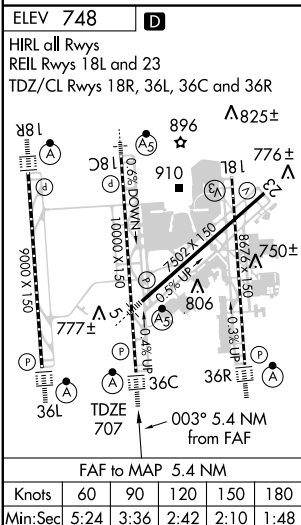 ELEV 748 D
HIRL all Rwys
REIL Rwys 18L and 23
TDZ/CL Rwys 18R, 36L, 36C and 36R
18R
A
A5
18C
896
825±
776±
910
18L
V3
V
23
P
P
0.6% DOWN
9000 X 150
10000 X 150
7502 X 150
0.5% UP
8676 X 150
750±
P
806
777±
5
A5
0.4% UP
0.3% UP
P
P
A
36L
A
36C
36R
A
TDZE
707
003° 5.4 NM
from FAF
FAF to MAP 5.4 NM
Knots 60 90 120 150 180
Min:Sec 5:24 3:36 2:42 2:10 1:48